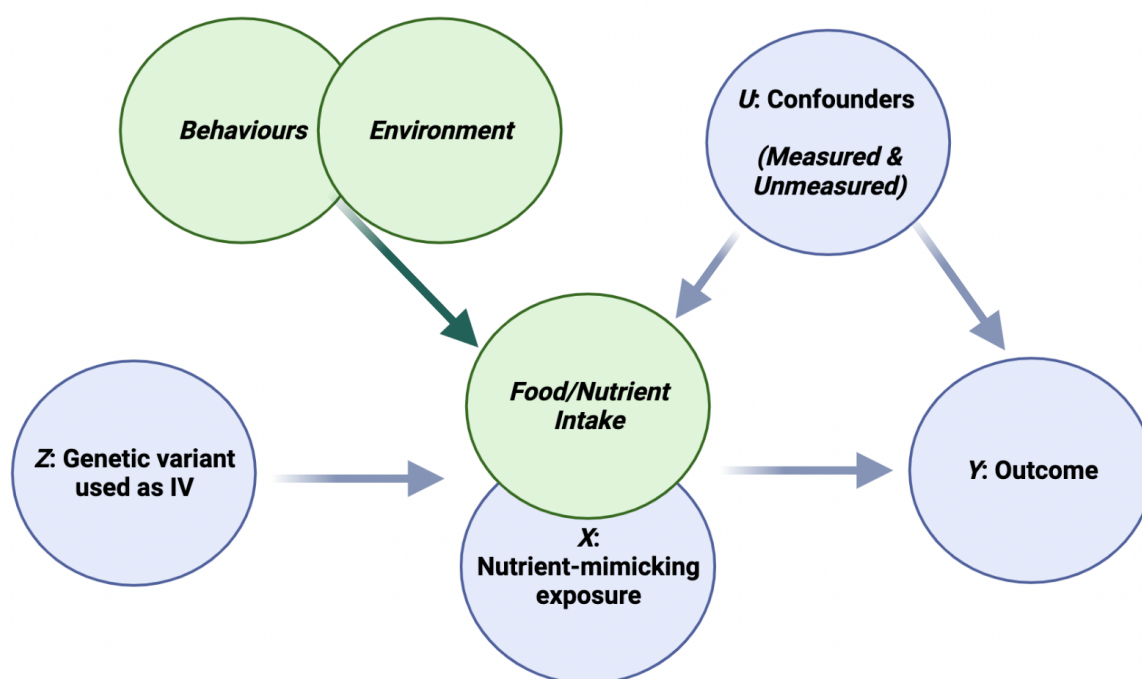 Behaviours
Environment
U: Confounders
(Measured &
Unmeasured)
Food/Nutrient
Intake
Z: Genetic variant
used as IV
Y: Outcome
X:
Nutrient-mimicking
exposure